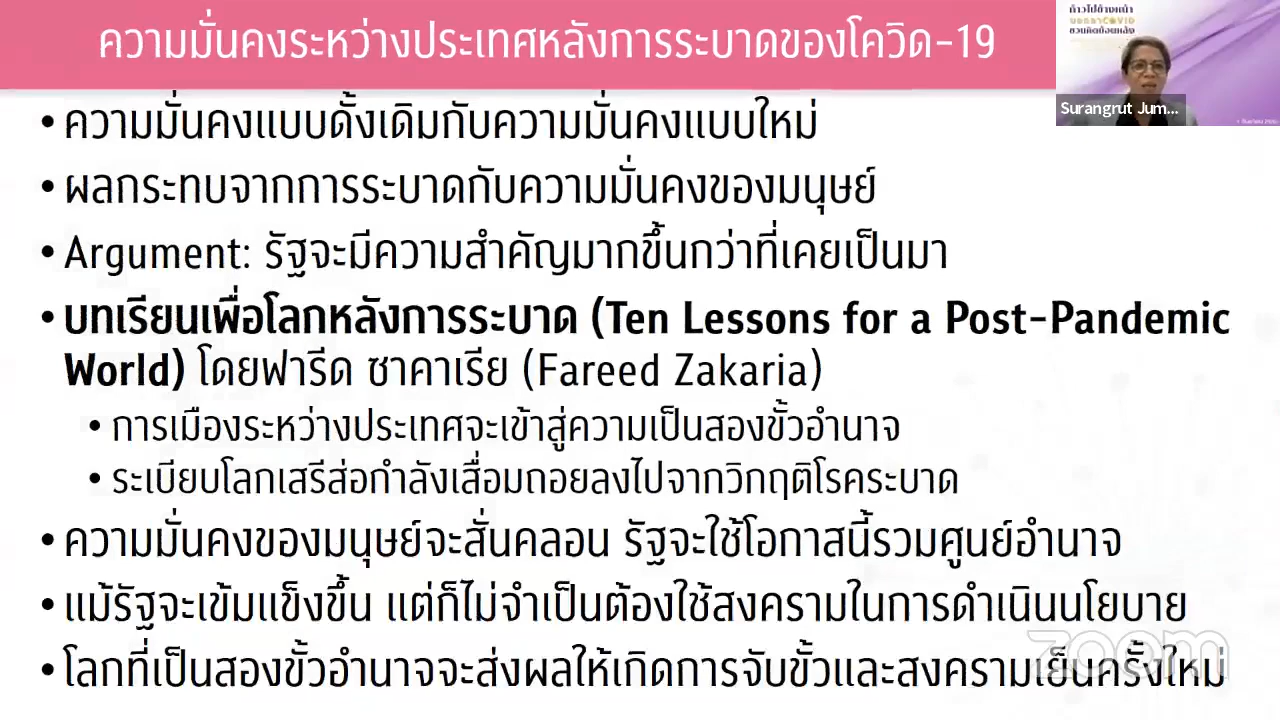 ความมั่นคงระหว่างประเทศหลังการระบาดของโควิด-19
ก้าวไปข้างหน้า
Surangrut Jum...
• ความมั่นคงแบบดั้งเดิมกับความมั่นคงแบบใหม่
• ผลกระทบจากการระบาดกับความมั่นคงของมนุษย์
• Argument: รัฐจะมีความสำคัญมากขึ้นกว่าที่เคยเป็นมา
• บทเรียนเพื่อโลกหลังการระบาด (Ten Lessons for a Post-Pandemic
World) โดยฟารีด ซาคาเรีย (Fareed Zakaria)
• การเมืองระหว่างประเทศจะเข้าสู่ความเป็นสองขั้วอำนาจ
• ระเบียบโลกเสรีส่อกำลังเสื่อมถอยลงไปจากวิกฤติโรคระบาด
• ความมั่นคงของมนุษย์จะสั่นคลอน รัฐจะใช้โอกาสนี้รวมศูนย์อำนาจ
• แม้รัฐจะเข้มแข็งขึ้น แต่ก็ไม่จำเป็นต้องใช้สงครามในการดำเนินนโยบาย
• โลกที่เป็นสองขั้วอำนาจจะส่งผลให้เกิดการจับขั้วและสงครามเย็นครั้งใหม่
zoom